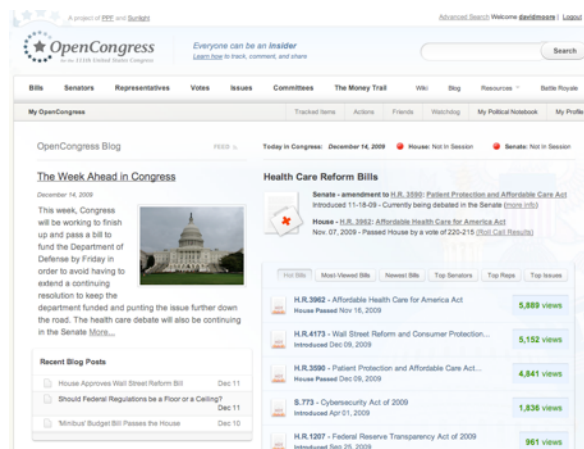 A project of PPF and Sunlight
Advanced Search Welcome davidmoore | Logout
OpenCongress
for the 111th United States Congress
Everyone can be an Insider
Learn how to track, comment, and share
Search
Bills Senators Representatives Votes Issues Committees The Money Trail Wiki Blog Resources Battle Royale
My OpenCongress Tracked Items Actions Friends Watchdog My Political Notebook My Profile
OpenCongress Blog FEED
The Week Ahead in Congress
December 14, 2009
This week, Congress
will be working to finish
up and pass a bill to
fund the Department of
Defense by Friday in
order to avoid having to
extend a continuing
resolution to keep the
department funded and punting the issue further down
the road. The health care debate will also be continuing
in the Senate More...
Recent Blog Posts
House Approves Wall Street Reform Bill Dec 11
Should Federal Regulations be a Floor or a Ceiling?
Dec 11
'Minibus' Budget Bill Passes the House Dec 10
Today in Congress: December 14, 2009 House: Not In Session Senate: Not In Session
Health Care Reform Bills
Senate - amendment to H.R. 3590: Patient Protection and Affordable Care Act
Introduced 11-18-09 - Currently being debated in the Senate (more info)
House - H.R. 3962: Affordable Health Care for America Act
Nov. 07, 2009 - Passed House by a vote of 220-215 (Roll Call Results)
Hot Bills Most-Viewed Bills Newest Bills Top Senators Top Reps Top Issues
H.R.3962 - Affordable Health Care for America Act
House Passed Nov 16, 2009
5,889 views
H.R.4173 - Wall Street Reform and Consumer Protection...
Introduced Dec 09, 2009
5,152 views
H.R.3590 - Patient Protection and Affordable Care Act...
House Passed Dec 09, 2009
4,841 views
S.773 - Cybersecurity Act of 2009
Introduced Apr 01, 2009
1,836 views
H.R.1207 - Federal Reserve Transparency Act of 2009
Introduced Sep 25, 2009
961 views